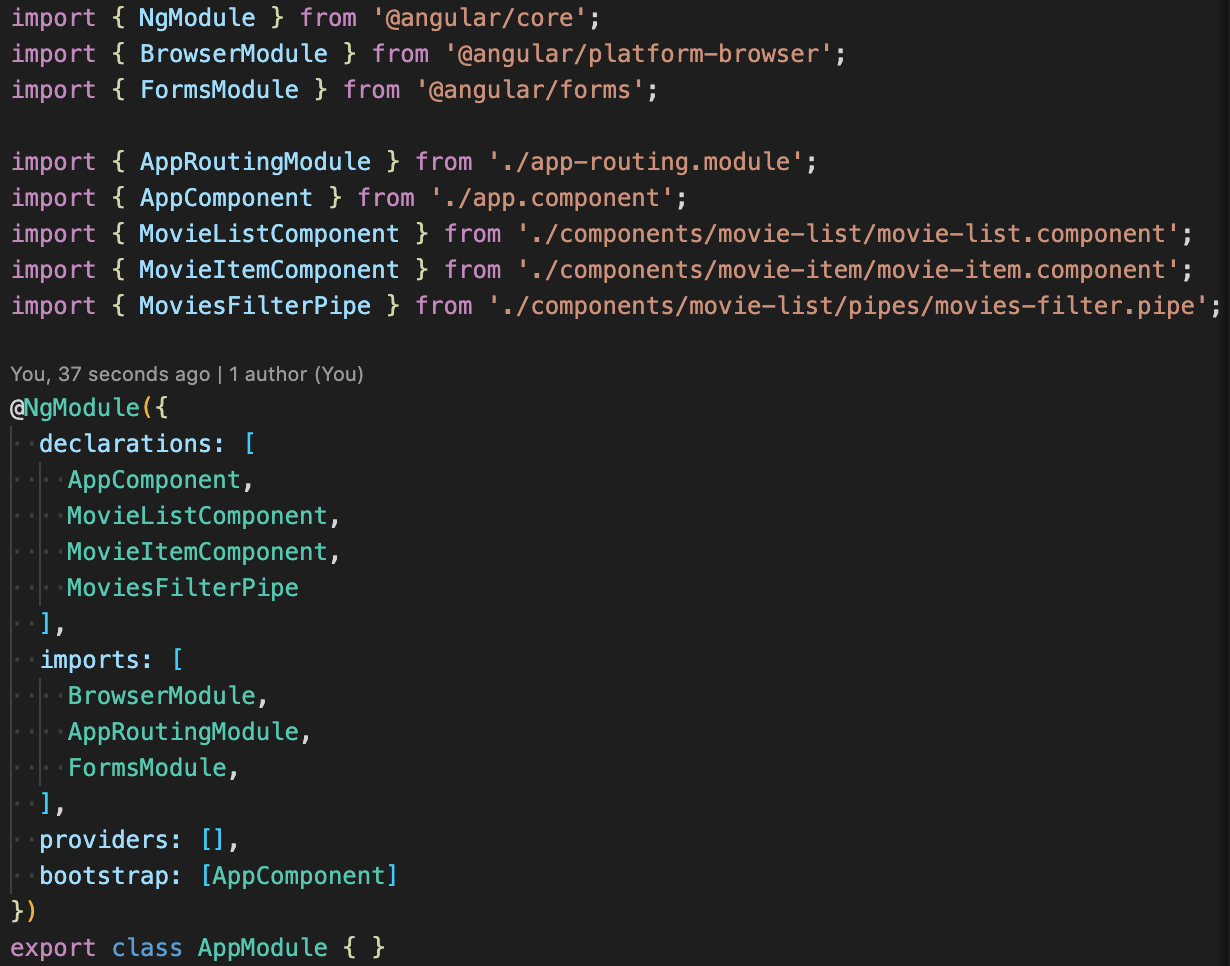 import { NgModule } from '@angular/core';
import { BrowserModule } from '@angular/platform-browser';
import { FormsModule } from '@angular/forms';

import { AppRoutingModule } from './app-routing.module';
import { AppComponent } from './app.component';
import { MovieListComponent } from './components/movie-list/movie-list.component';
import { MovieItemComponent } from './components/movie-item/movie-item.component';
import { MoviesFilterPipe } from './components/movie-list/pipes/movies-filter.pipe';

You, 37 seconds ago | 1 author (You)
@NgModule({
  declarations: [
    AppComponent,
    MovieListComponent,
    MovieItemComponent,
    MoviesFilterPipe
  ],
  imports: [
    BrowserModule,
    AppRoutingModule,
    FormsModule,
  ],
  providers: [],
  bootstrap: [AppComponent]
})
export class AppModule { }